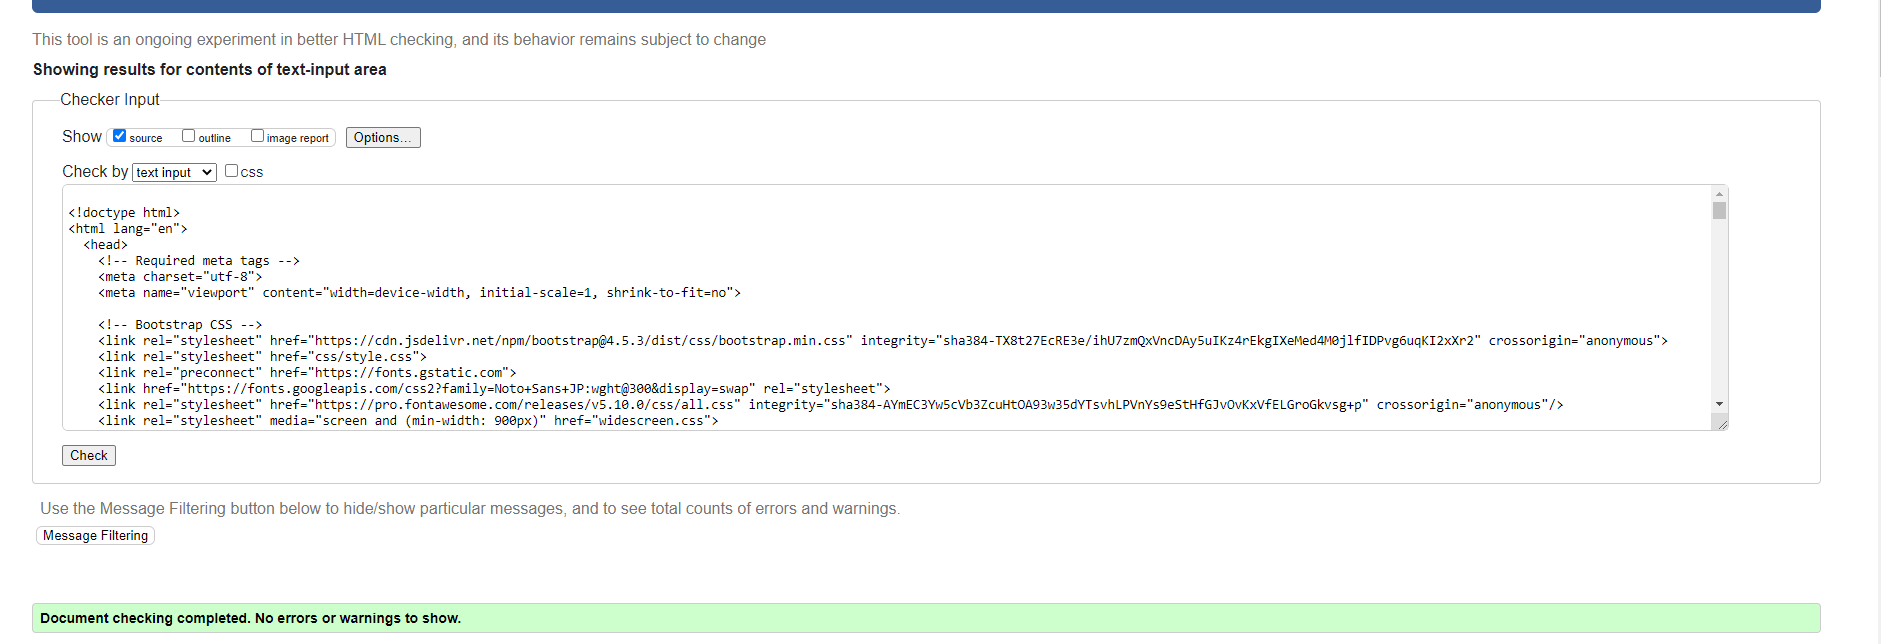 This tool is an ongoing experiment in better HTML checking, and its behavior remains subject to change
Showing results for contents of text-input area
Checker Input
Show source outline image report Options...
Check by text input css
<!doctype html>
<html lang="en">
<head>
<!-- Required meta tags -->
<meta charset="utf-8">
<meta name="viewport" content="width=device-width, initial-scale=1, shrink-to-fit=no">
<!-- Bootstrap CSS -->
<link rel="stylesheet" href="https://cdn.jsdelivr.net/npm/bootstrap@4.5.3/dist/css/bootstrap.min.css" integrity="sha384-TX8t27EcRE3e/ihU7zmQxVncDAy5uIKz4rEkgIXeMed4M0jlfIDPvg6uqKI2xXr2" crossorigin="anonymous">
<link rel="stylesheet" href="css/style.css">
<link rel="preconnect" href="https://fonts.gstatic.com">
<link href="https://fonts.googleapis.com/css2?family=Noto+Sans+JP:wght@300&display=swap" rel="stylesheet">
<link rel="stylesheet" href="https://pro.fontawesome.com/releases/v5.10.0/css/all.css" integrity="sha384-AYmEC3Yw5cVb3ZcuHtOA93w35dYTsvhLPVnYs9eStHfGJvOvKxVfELGroGkvsg+p" crossorigin="anonymous"/>
<link rel="stylesheet" media="screen and (min-width: 900px)" href="widescreen.css">
Check
Use the Message Filtering button below to hide/show particular messages, and to see total counts of errors and warnings.
Message Filtering
Document checking completed. No errors or warnings to show.